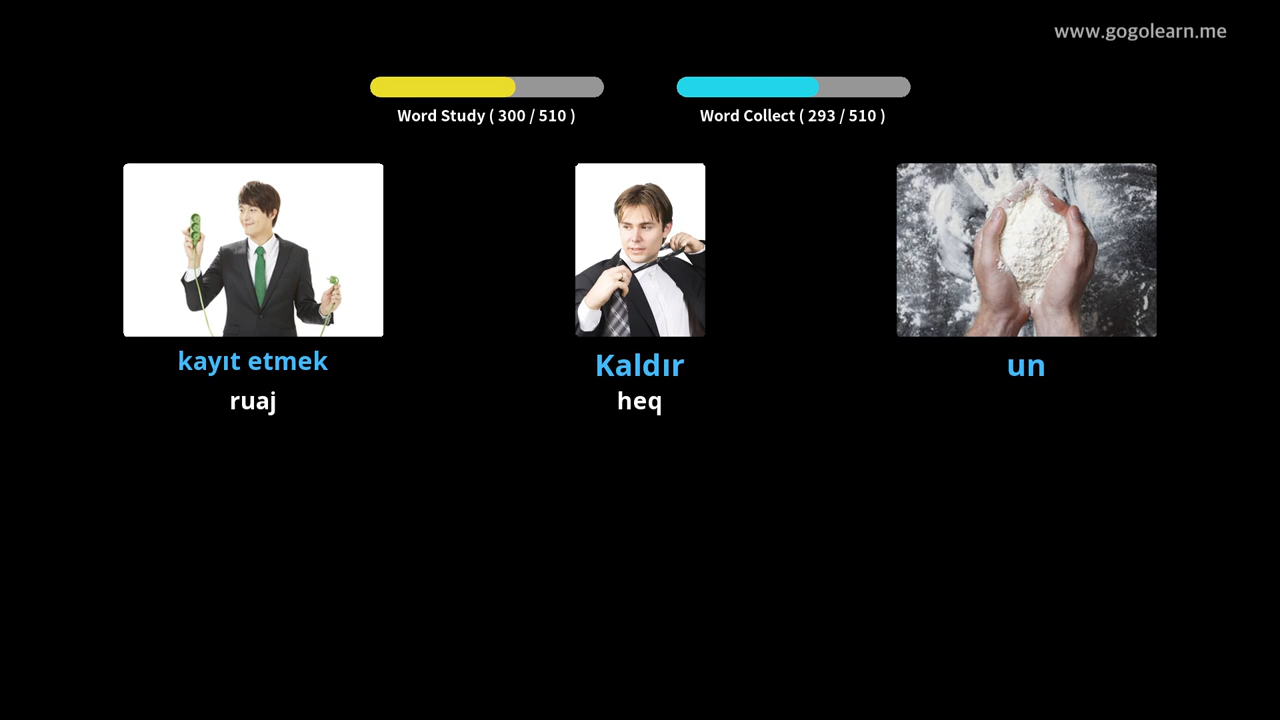 www.gogolearn.me
Word Study ( 300 / 510 )
Word Collect ( 293 / 510 )
kayıt etmek
ruaj
Kaldır
heq
un